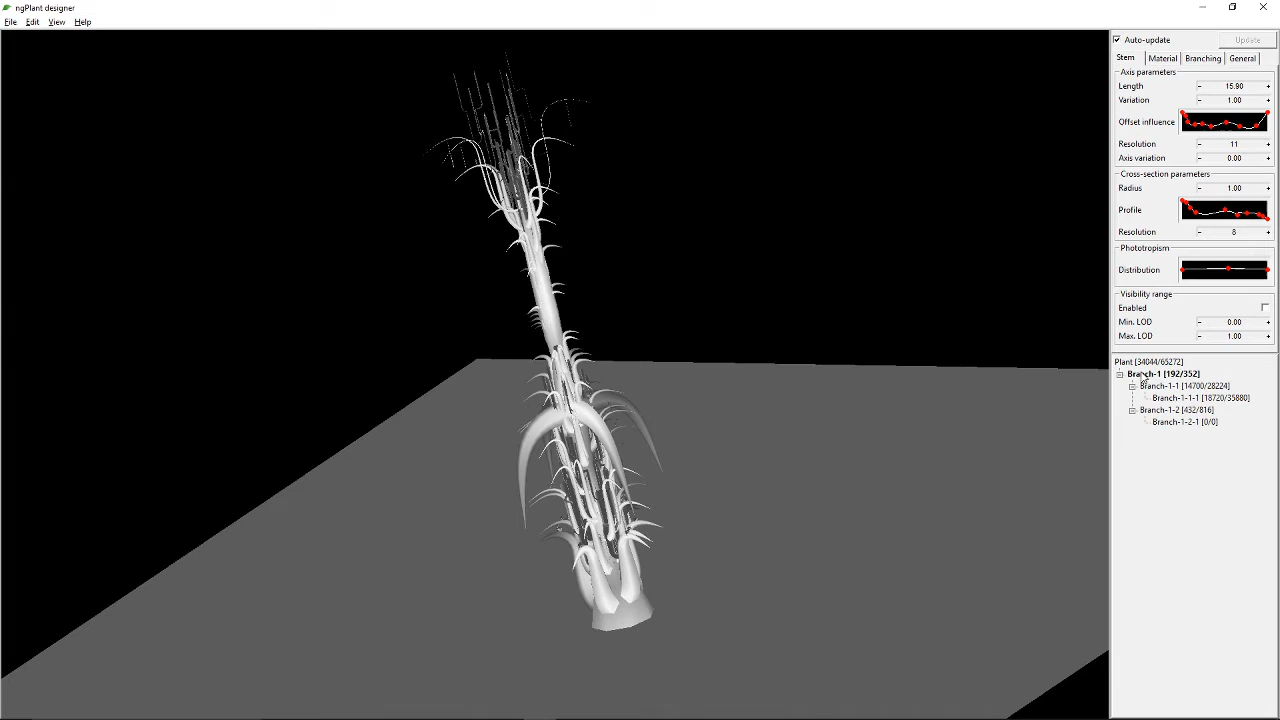 ngPlant designer
File Edit View Help
Auto-update Update
Stem Material Branching General
Axis parameters
Length - 15.90 +
Variation - 1.00 +
Offset influence
Resolution - 11 +
Axis variation - 0.00 +
Cross-section parameters
Radius - 1.00 +
Profile
Resolution - 8 +
Phototropism
Distribution
Visibility range
Enabled
Min. LOD - 0.00 +
Max. LOD - 1.00 +
Plant [34044/65272]
Branch-1 [192/352]
Branch-1-1 [14700/28224]
Branch-1-1-1 [18720/35880]
Branch-1-2 [432/816]
Branch-1-2-1 [0/0]